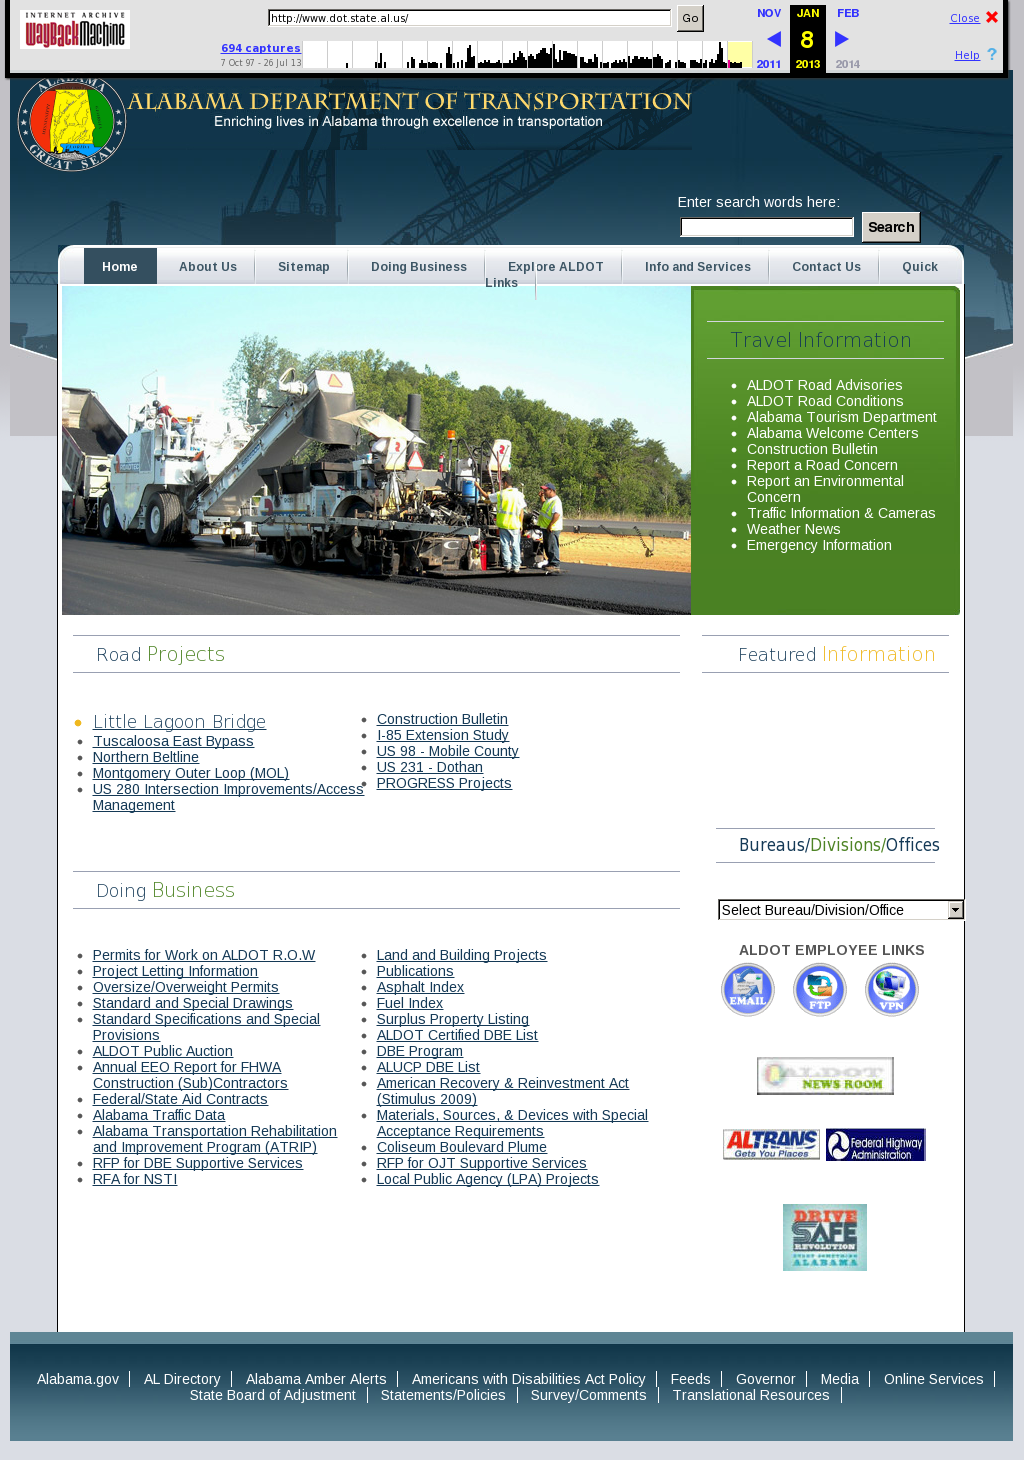 INTERNET ARCHIVE
WayBackMachine
http://www.dot.state.al.us/
Go
694 captures
7 Oct 97 - 26 Jul 13
NOV JAN FEB
8
2011 2013 2014
Close
Help ?
ALABAMA
GREAT SEAL
ALABAMA DEPARTMENT OF TRANSPORTATION
Enriching lives in Alabama through excellence in transportation
Enter search words here:
Search
Home About Us Sitemap Doing Business Explore ALDOT Info and Services Contact Us Quick
Links
Travel Information
ALDOT Road Advisories
ALDOT Road Conditions
Alabama Tourism Department
Alabama Welcome Centers
Construction Bulletin
Report a Road Concern
Report an Environmental
Concern
Traffic Information & Cameras
Weather News
Emergency Information
Road Projects
Little Lagoon Bridge
Tuscaloosa East Bypass
Northern Beltline
Montgomery Outer Loop (MOL)
US 280 Intersection Improvements/Access
Management
Construction Bulletin
I-85 Extension Study
US 98 - Mobile County
US 231 - Dothan
PROGRESS Projects
Featured Information
Bureaus/Divisions/Offices
Select Bureau/Division/Office
ALDOT EMPLOYEE LINKS
EMAIL FTP VPN
ALDOT
NEWS ROOM
ALTRANS
Gets You Places
Federal Highway
Administration
DRIVE
SAFE
REVOLUTION
START SOMETHING
ALABAMA
Doing Business
Permits for Work on ALDOT R.O.W
Project Letting Information
Oversize/Overweight Permits
Standard and Special Drawings
Standard Specifications and Special
Provisions
ALDOT Public Auction
Annual EEO Report for FHWA
Construction (Sub)Contractors
Federal/State Aid Contracts
Alabama Traffic Data
Alabama Transportation Rehabilitation
and Improvement Program (ATRIP)
RFP for DBE Supportive Services
RFA for NSTI
Land and Building Projects
Publications
Asphalt Index
Fuel Index
Surplus Property Listing
ALDOT Certified DBE List
DBE Program
ALUCP DBE List
American Recovery & Reinvestment Act
(Stimulus 2009)
Materials, Sources, & Devices with Special
Acceptance Requirements
Coliseum Boulevard Plume
RFP for OJT Supportive Services
Local Public Agency (LPA) Projects
Alabama.gov AL Directory Alabama Amber Alerts Americans with Disabilities Act Policy Feeds Governor Media Online Services
State Board of Adjustment Statements/Policies Survey/Comments Translational Resources